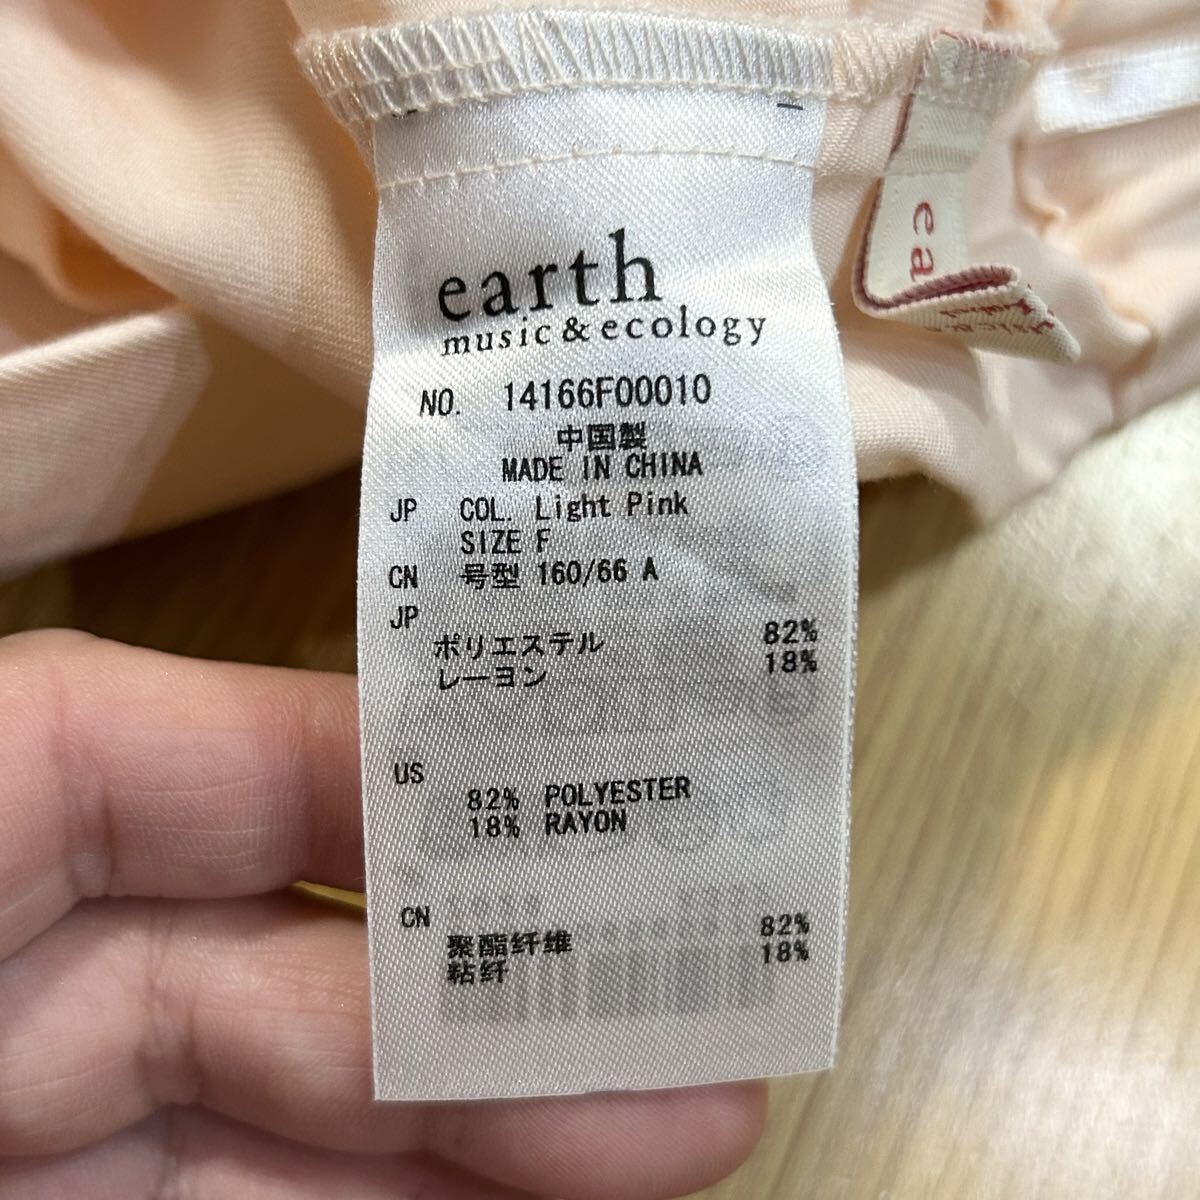 earth
music & ecology
NO. 14166F00010
中国製
MADE IN CHINA
JP COL. Light Pink
SIZE F
CN 号型 160/66 A
JP
ポリエステル 82%
レーヨン 18%
US
82% POLYESTER
18% RAYON
CN
聚酯纤维 82%
粘纤 18%
ea